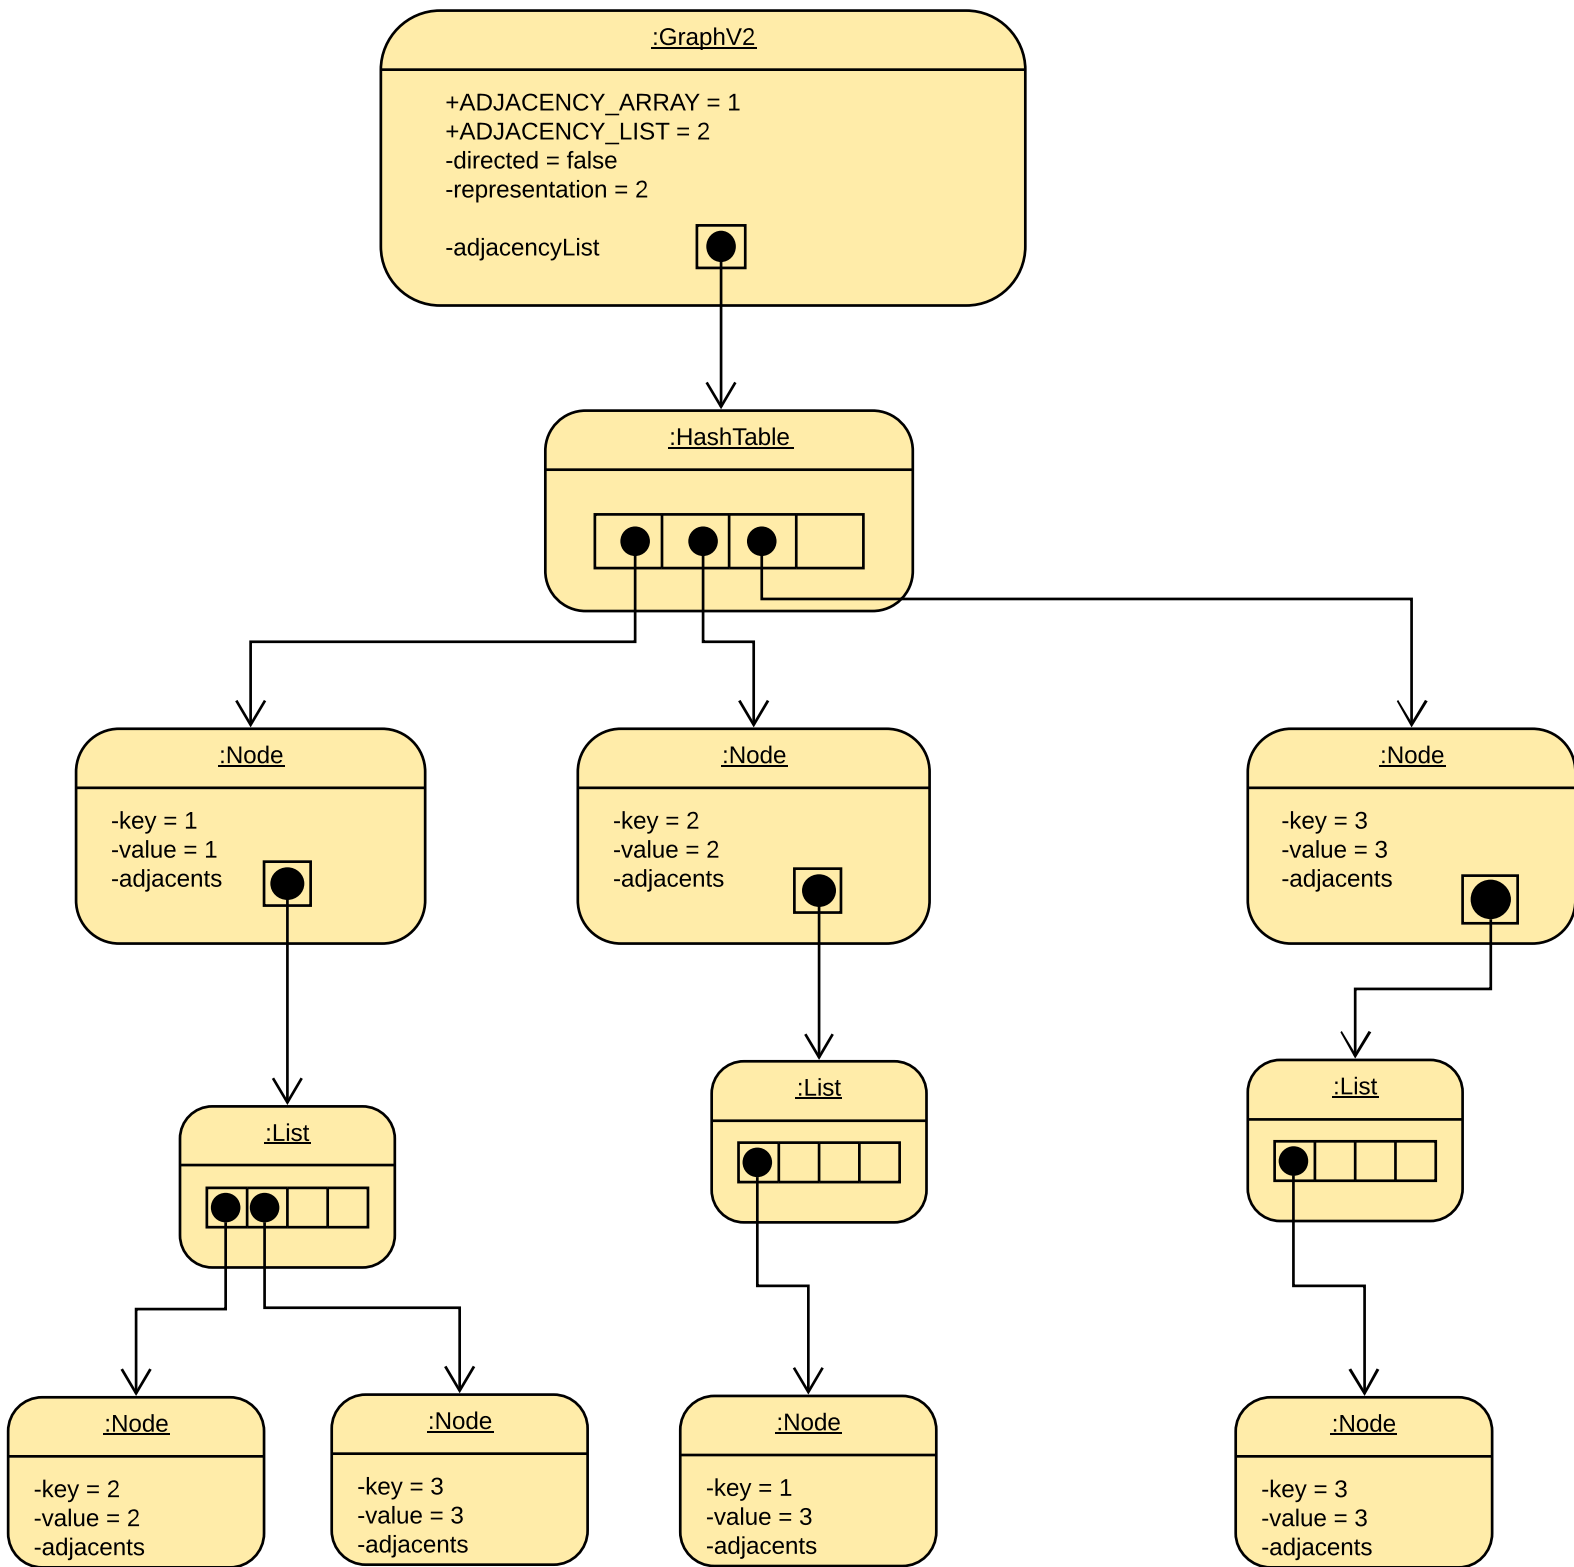 :GraphV2
+ADJACENCY_ARRAY = 1
+ADJACENCY_LIST = 2
-directed = false
-representation = 2
-adjacencyList
:HashTable
:Node
-key = 1
-value = 1
-adjacents
:Node
-key = 2
-value = 2
-adjacents
:Node
-key = 3
-value = 3
-adjacents
:List
:List
:List
:Node
-key = 2
-value = 2
-adjacents
:Node
-key = 3
-value = 3
-adjacents
:Node
-key = 1
-value = 3
-adjacents
:Node
-key = 3
-value = 3
-adjacents